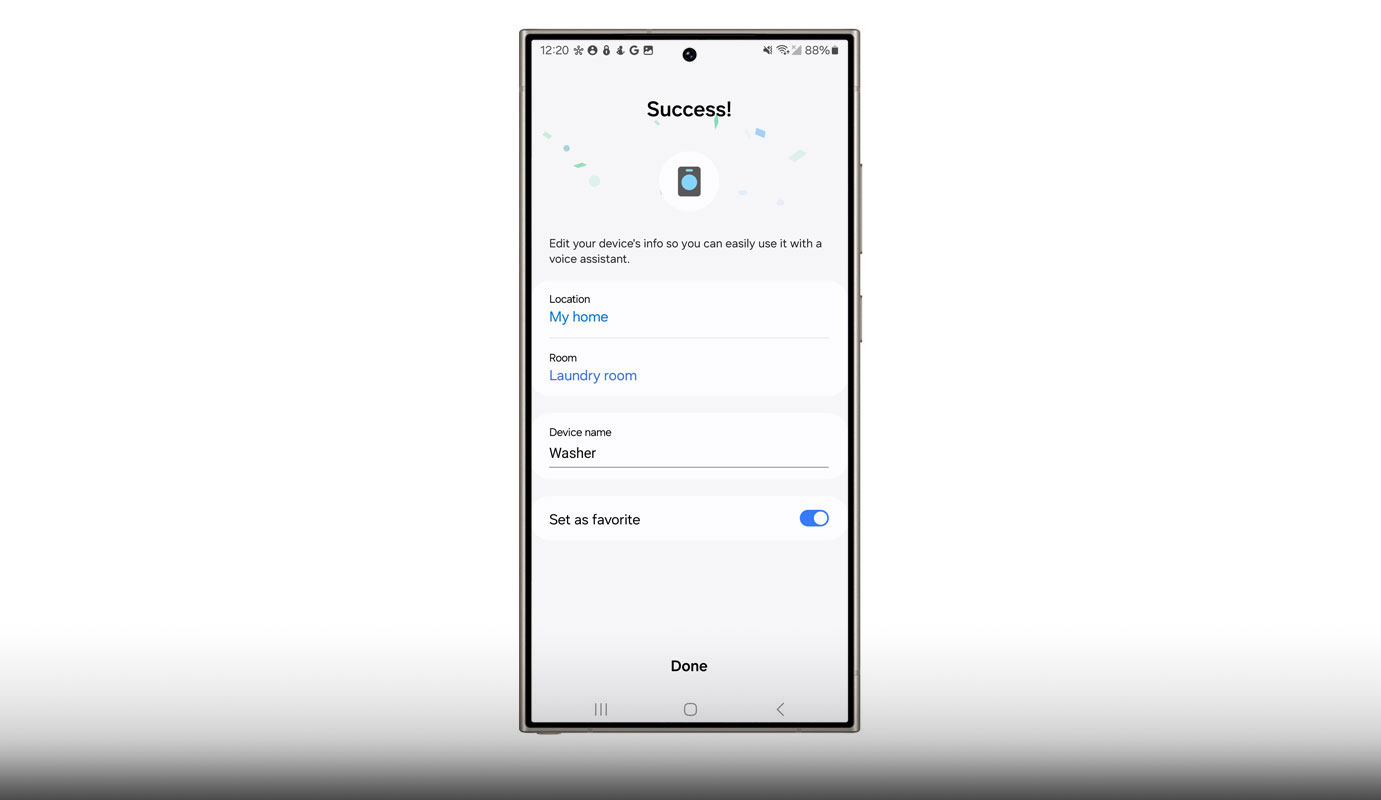 12:20 88%
Success!
Edit your device's info so you can easily use it with a
voice assistant.
Location
My home
Room
Laundry room
Device name
Washer
Set as favorite
Done